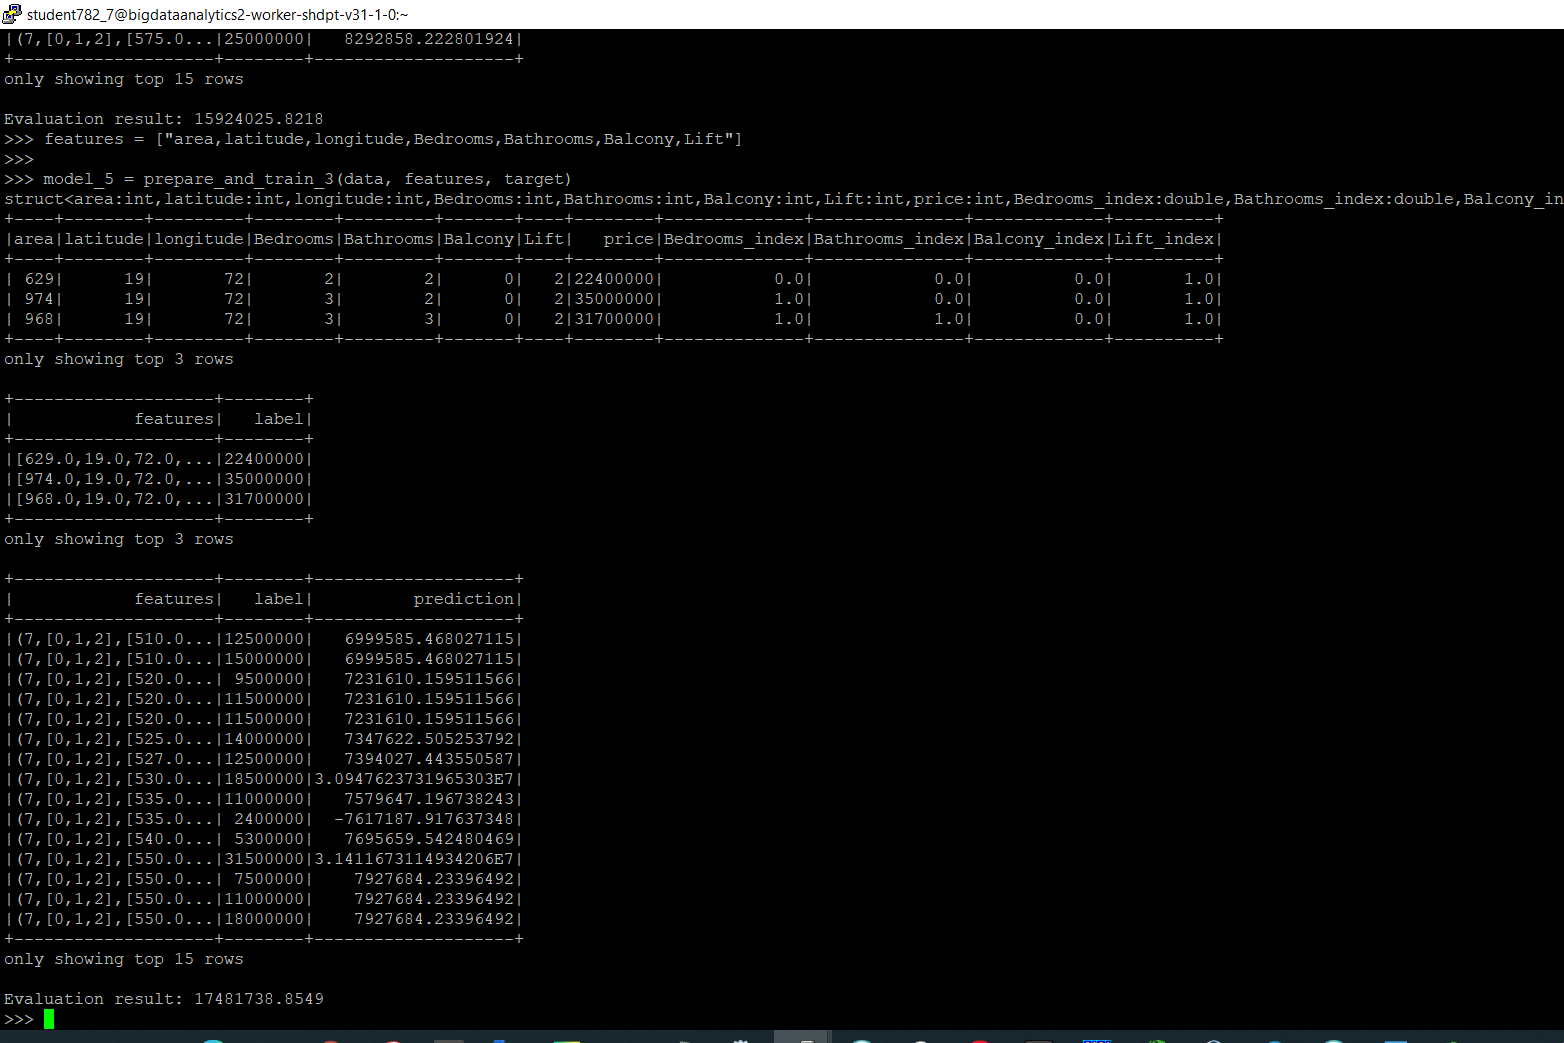 student782_7@bigdataanalytics2-worker-shdpt-v31-1-0:~
|(7,[0,1,2],[575.0...|25000000|   8292858.222801924|
+--------------------+--------+--------------------+
only showing top 15 rows
Evaluation result: 15924025.8218
>>> features = ["area,latitude,longitude,Bedrooms,Bathrooms,Balcony,Lift"]
>>>
>>> model_5 = prepare_and_train_3(data, features, target)
struct<area:int,latitude:int,longitude:int,Bedrooms:int,Bathrooms:int,Balcony:int,Lift:int,price:int,Bedrooms_index:double,Bathrooms_index:double,Balcony_in
+----+--------+---------+--------+---------+-------+----+--------+--------------+---------------+-------------+----------+
|area|latitude|longitude|Bedrooms|Bathrooms|Balcony|Lift|   price|Bedrooms_index|Bathrooms_index|Balcony_index|Lift_index|
+----+--------+---------+--------+---------+-------+----+--------+--------------+---------------+-------------+----------+
| 629|      19|       72|       2|        2|      0|   2|22400000|           0.0|            0.0|          0.0|       1.0|
| 974|      19|       72|       3|        2|      0|   2|35000000|           1.0|            0.0|          0.0|       1.0|
| 968|      19|       72|       3|        3|      0|   2|31700000|           1.0|            1.0|          0.0|       1.0|
+----+--------+---------+--------+---------+-------+----+--------+--------------+---------------+-------------+----------+
only showing top 3 rows
+--------------------+--------+
|            features|   label|
+--------------------+--------+
|[629.0,19.0,72.0,...|22400000|
|[974.0,19.0,72.0,...|35000000|
|[968.0,19.0,72.0,...|31700000|
+--------------------+--------+
only showing top 3 rows
+--------------------+--------+--------------------+
|            features|   label|          prediction|
+--------------------+--------+--------------------+
|(7,[0,1,2],[510.0...|12500000|   6999585.468027115|
|(7,[0,1,2],[510.0...|15000000|   6999585.468027115|
|(7,[0,1,2],[520.0...| 9500000|   7231610.159511566|
|(7,[0,1,2],[520.0...|11500000|   7231610.159511566|
|(7,[0,1,2],[520.0...|11500000|   7231610.159511566|
|(7,[0,1,2],[525.0...|14000000|   7347622.505253792|
|(7,[0,1,2],[527.0...|12500000|   7394027.443550587|
|(7,[0,1,2],[530.0...|18500000|3.0947623731965303E7|
|(7,[0,1,2],[535.0...|11000000|   7579647.196738243|
|(7,[0,1,2],[535.0...| 2400000|  -7617187.917637348|
|(7,[0,1,2],[540.0...| 5300000|   7695659.542480469|
|(7,[0,1,2],[550.0...|31500000|3.1411673114934206E7|
|(7,[0,1,2],[550.0...| 7500000|    7927684.23396492|
|(7,[0,1,2],[550.0...|11000000|    7927684.23396492|
|(7,[0,1,2],[550.0...|18000000|    7927684.23396492|
+--------------------+--------+--------------------+
only showing top 15 rows
Evaluation result: 17481738.8549
>>>